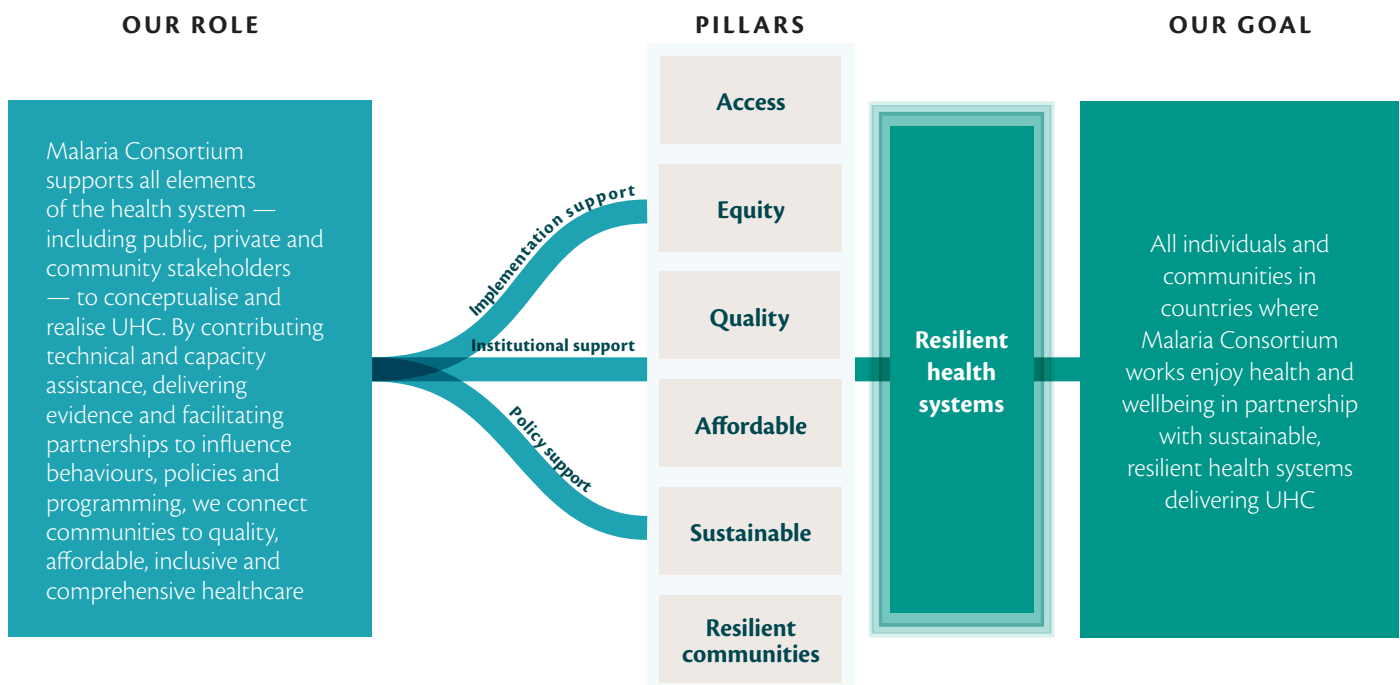 OUR ROLE
PILLARS
OUR GOAL
Malaria Consortium
supports all elements
of the health system —
including public, private and
community stakeholders
— to conceptualise and
realise UHC. By contributing
technical and capacity
assistance, delivering
evidence and facilitating
partnerships to influence
behaviours, policies and
programming, we connect
communities to quality,
affordable, inclusive and
comprehensive healthcare
Implementation support
Institutional support
Policy support
Access
Equity
Quality
Affordable
Sustainable
Resilient
communities
Resilient
health
systems
All individuals and
communities in
countries where
Malaria Consortium
works enjoy health and
wellbeing in partnership
with sustainable,
resilient health systems
delivering UHC